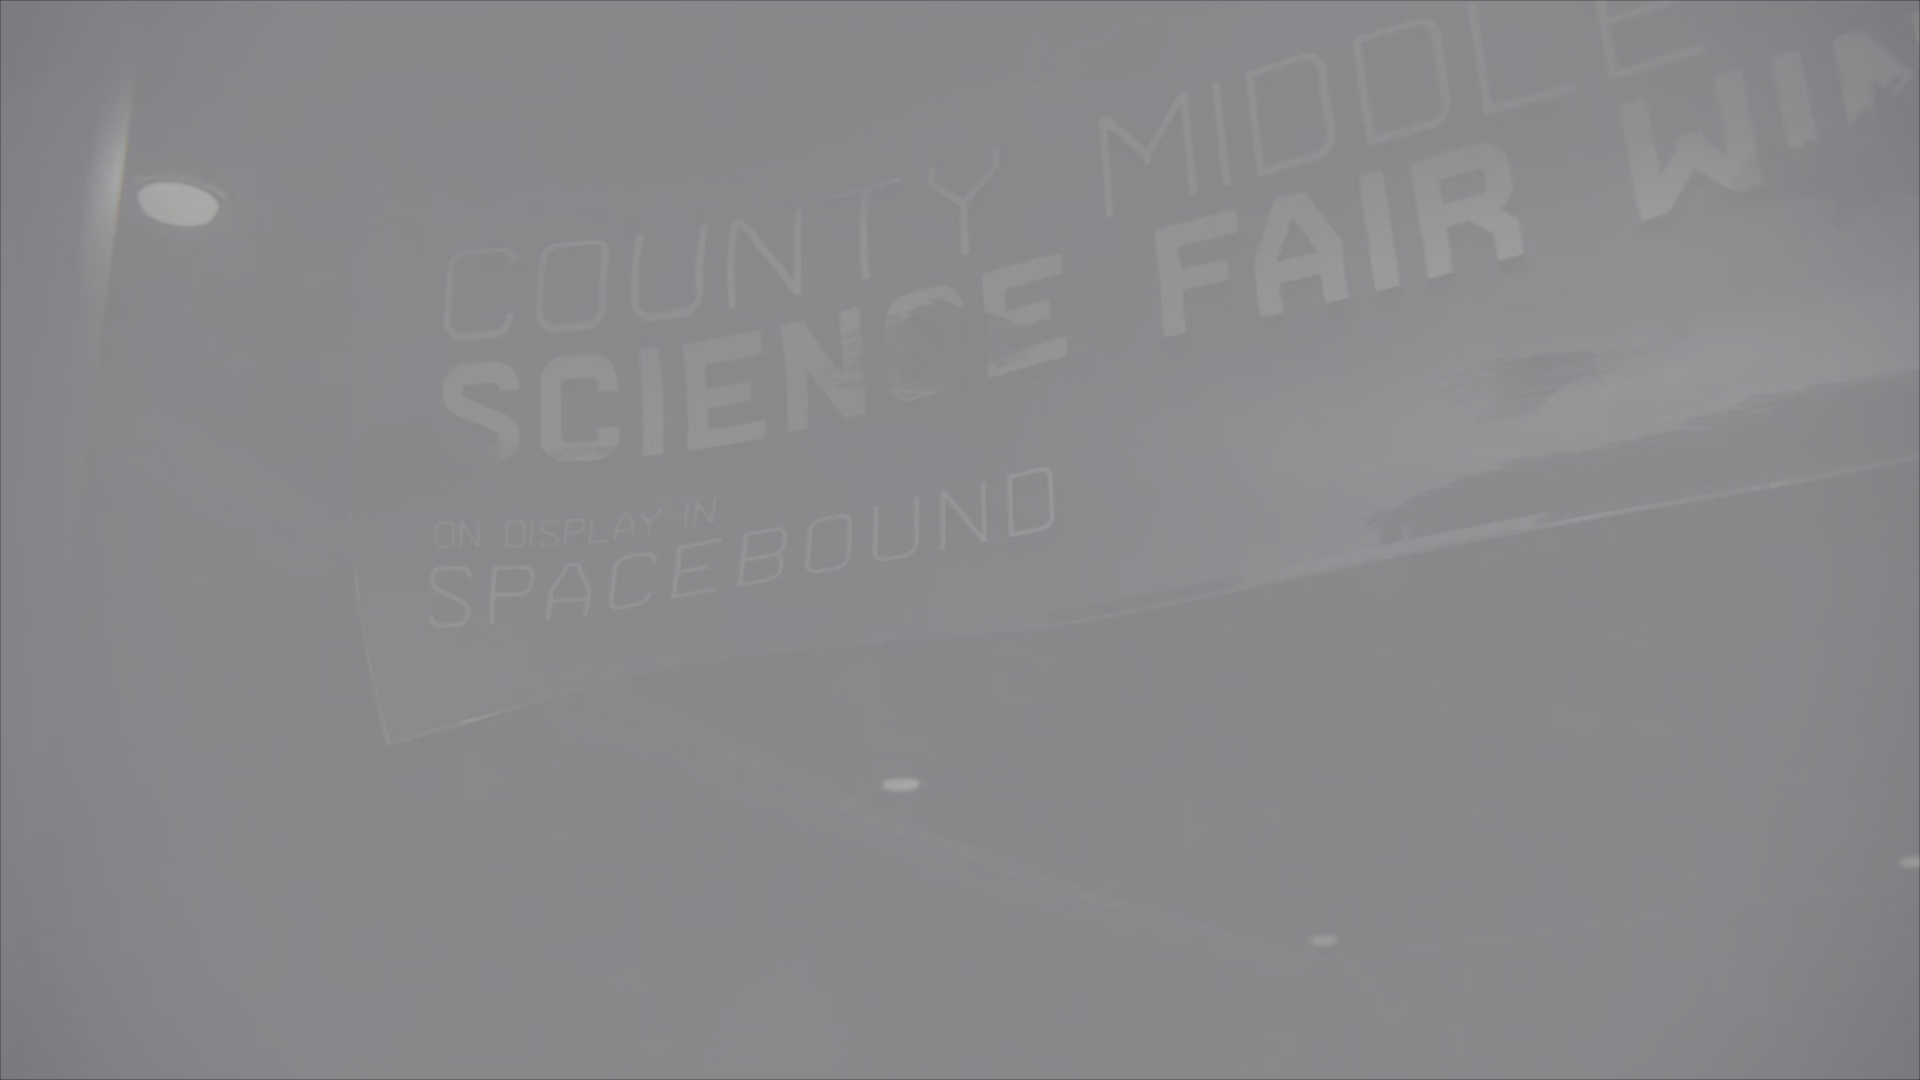 COUNTY MIDDLE
SCIENCE FAIR
ON DISPLAY IN
SPACEBOUND